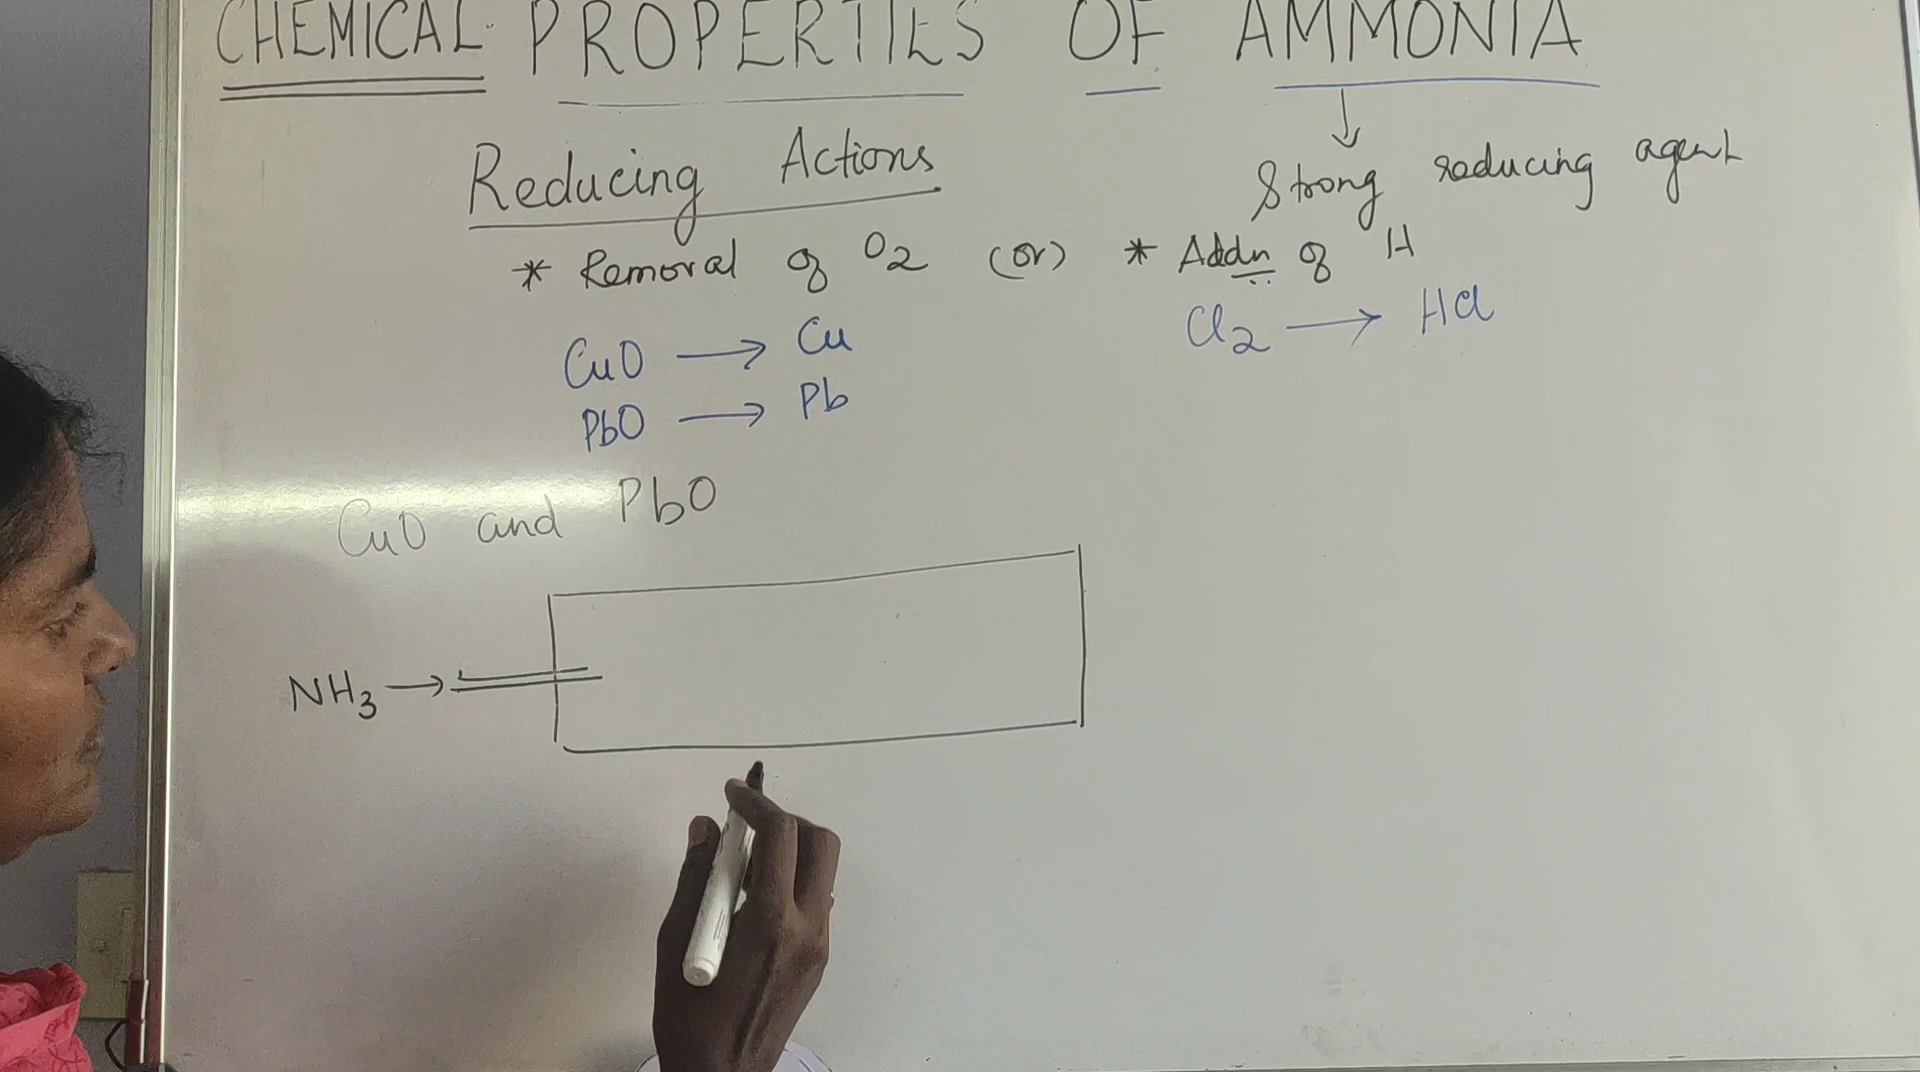 CHEMICAL PROPERTIES OF AMMONIA
Reducing Actions
Strong reducing agent
* Removal of O2 (or) * Addn of H
CuO → Cu
Cl2 → HCl
PbO → Pb
CuO and PbO
NH3 →